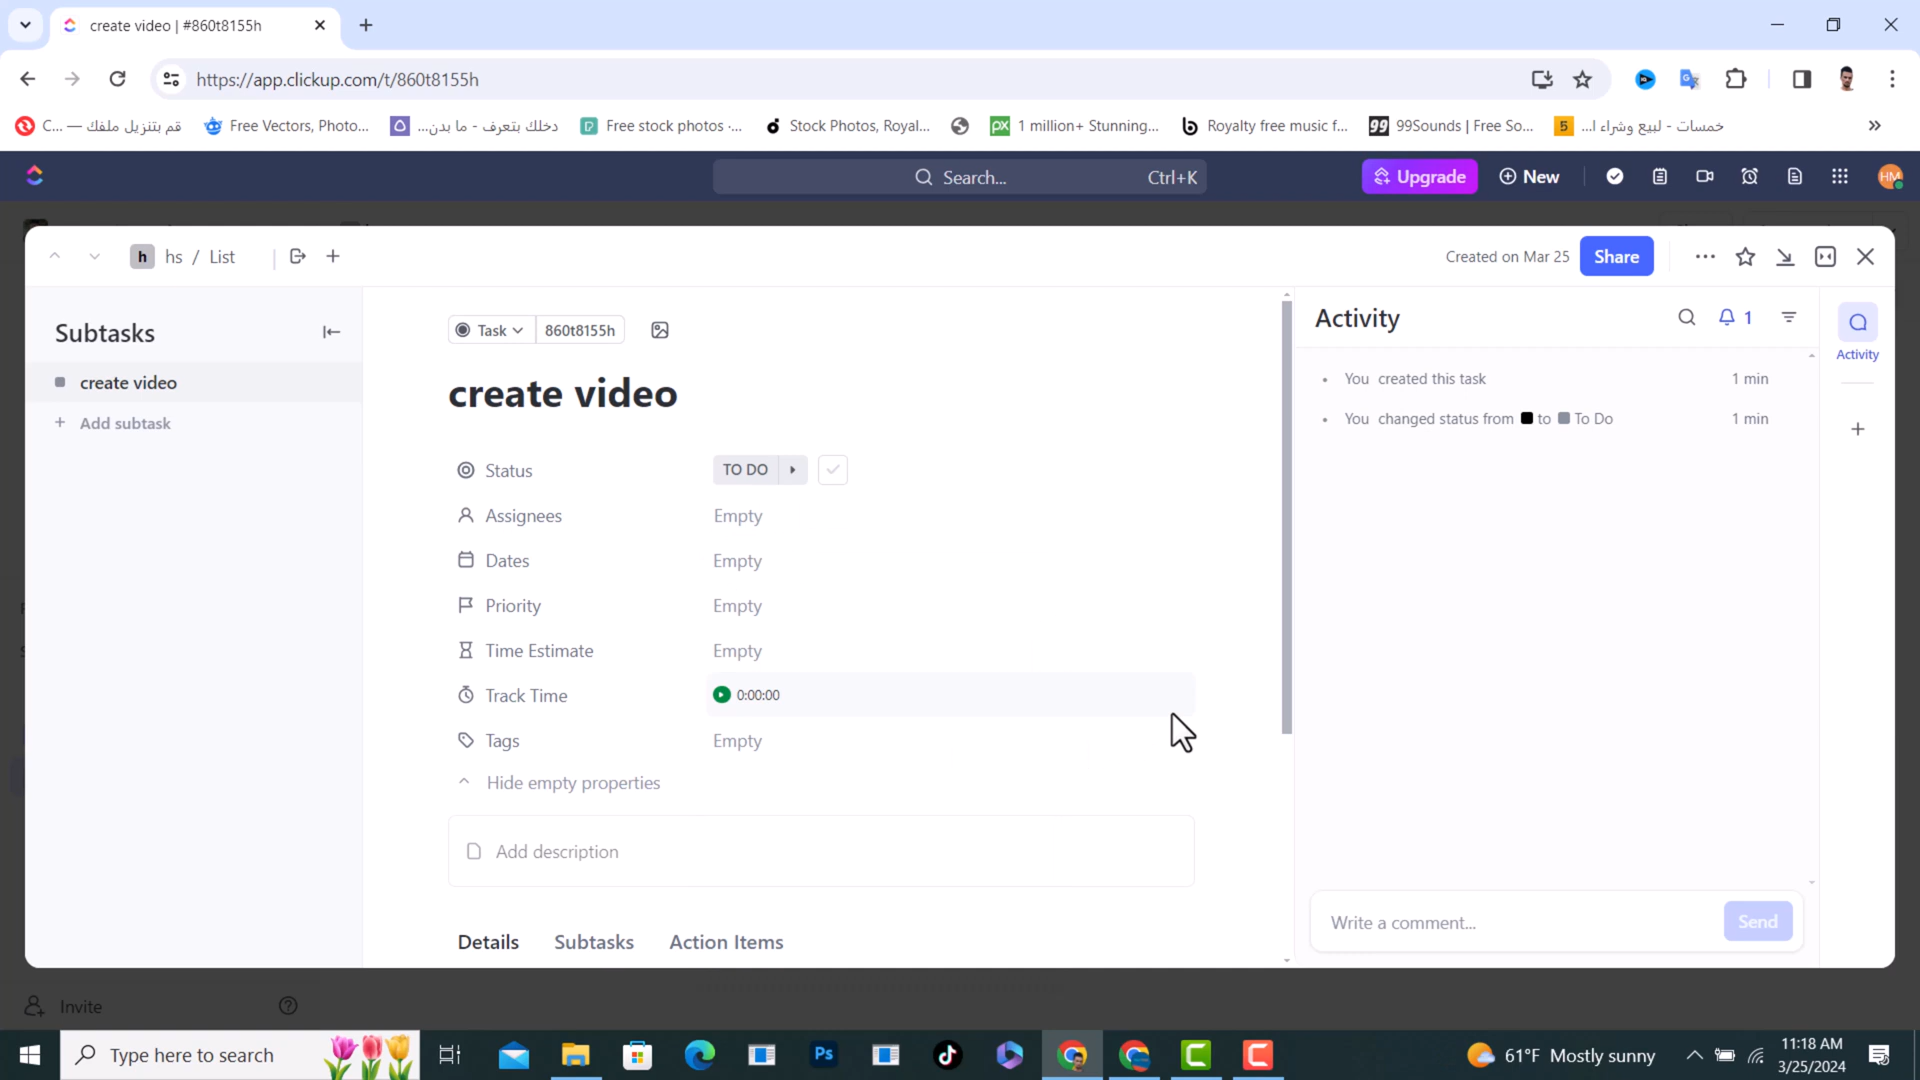 create video | #860t8155h
https://app.clickup.com/t/860t8155h
قم بتنزيل ملفك — C...
Free Vectors, Photo...
دخلك بتعرف - ما بدن...
Free stock photos ·...
Stock Photos, Royal...
1 million+ Stunning...
Royalty free music f...
99Sounds | Free So...
خمسات - لبيع وشراء ا...
Search...
Ctrl+K
Upgrade
New
HM
h
hs / List
Created on Mar 25
Share
Subtasks
create video
Add subtask
Task
860t8155h
create video
Status
TO DO
Assignees
Empty
Dates
Empty
Priority
Empty
Time Estimate
Empty
Track Time
0:00:00
Tags
Empty
Hide empty properties
Add description
Details
Subtasks
Action Items
Activity
1
Activity
You created this task
1 min
You changed status from to To Do
1 min
Write a comment...
Send
Invite
Type here to search
Ps
61°F Mostly sunny
11:18 AM
3/25/2024